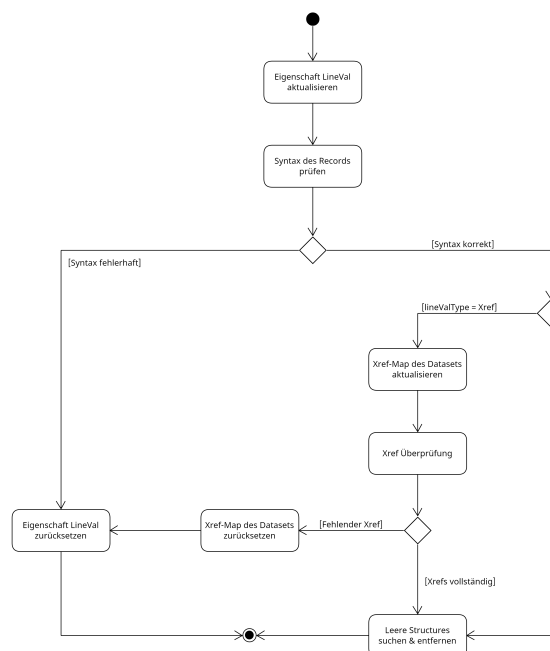 Eigenschaft LineVal
aktualisieren
Syntax des Records
prüfen
[Syntax korrekt]
[Syntax fehlerhaft]
[lineValType = Xref]
Xref-Map des Datasets
aktualisieren
Xref Überprüfung
Eigenschaft LineVal
zurücksetzen
Xref-Map des Datasets
zurücksetzen
[Fehlender Xref]
[Xrefs vollständig]
Leere Structures
suchen & entfernen